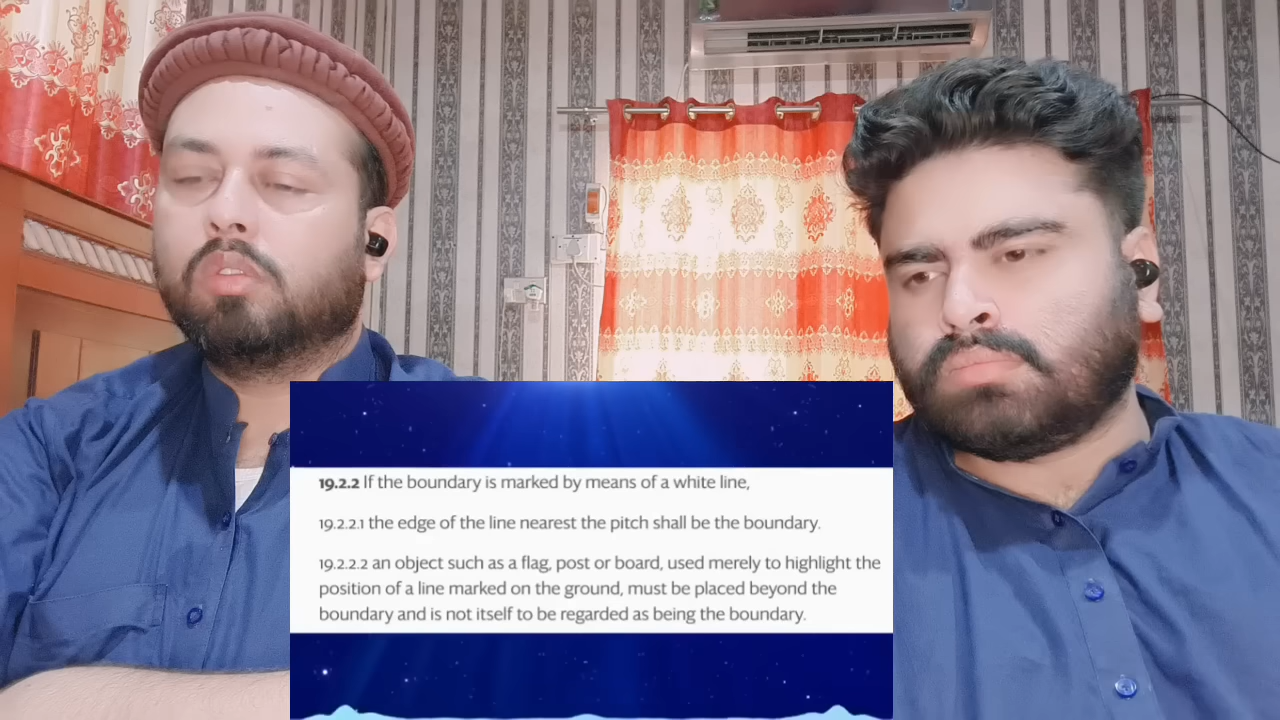 19.2.2 If the boundary is marked by means of a white line,
19.2.2.1 the edge of the line nearest the pitch shall be the boundary.
19.2.2.2 an object such as a flag, post or board, used merely to highlight the
position of a line marked on the ground, must be placed beyond the
boundary and is not itself to be regarded as being the boundary.